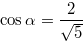 cos α = 2/√5